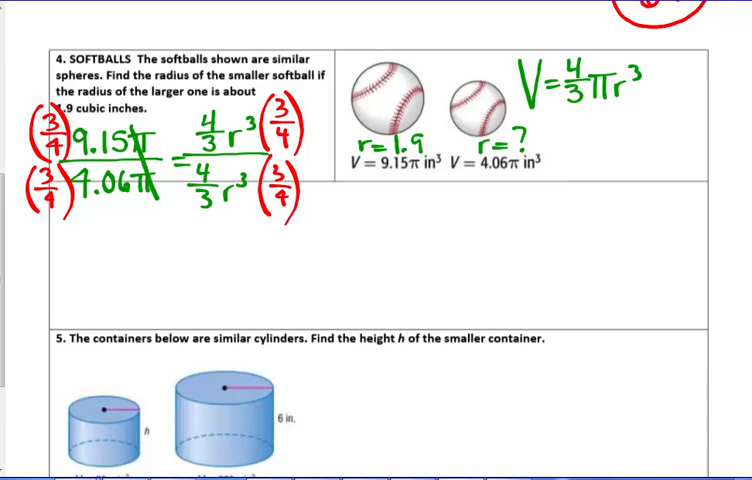 4. SOFTBALLS The softballs shown are similar
spheres. Find the radius of the smaller softball if
the radius of the larger one is about
1.9 cubic inches.
(3/4) 9.15π / (3/4) 4.06π = 4/3 r³ (3/4) / 4/3 r³ (3/4)
V = 4/3 πr³
r = 1.9 r = ?
V = 9.15π in³ V = 4.06π in³
5. The containers below are similar cylinders. Find the height h of the smaller container.
h
6 in.